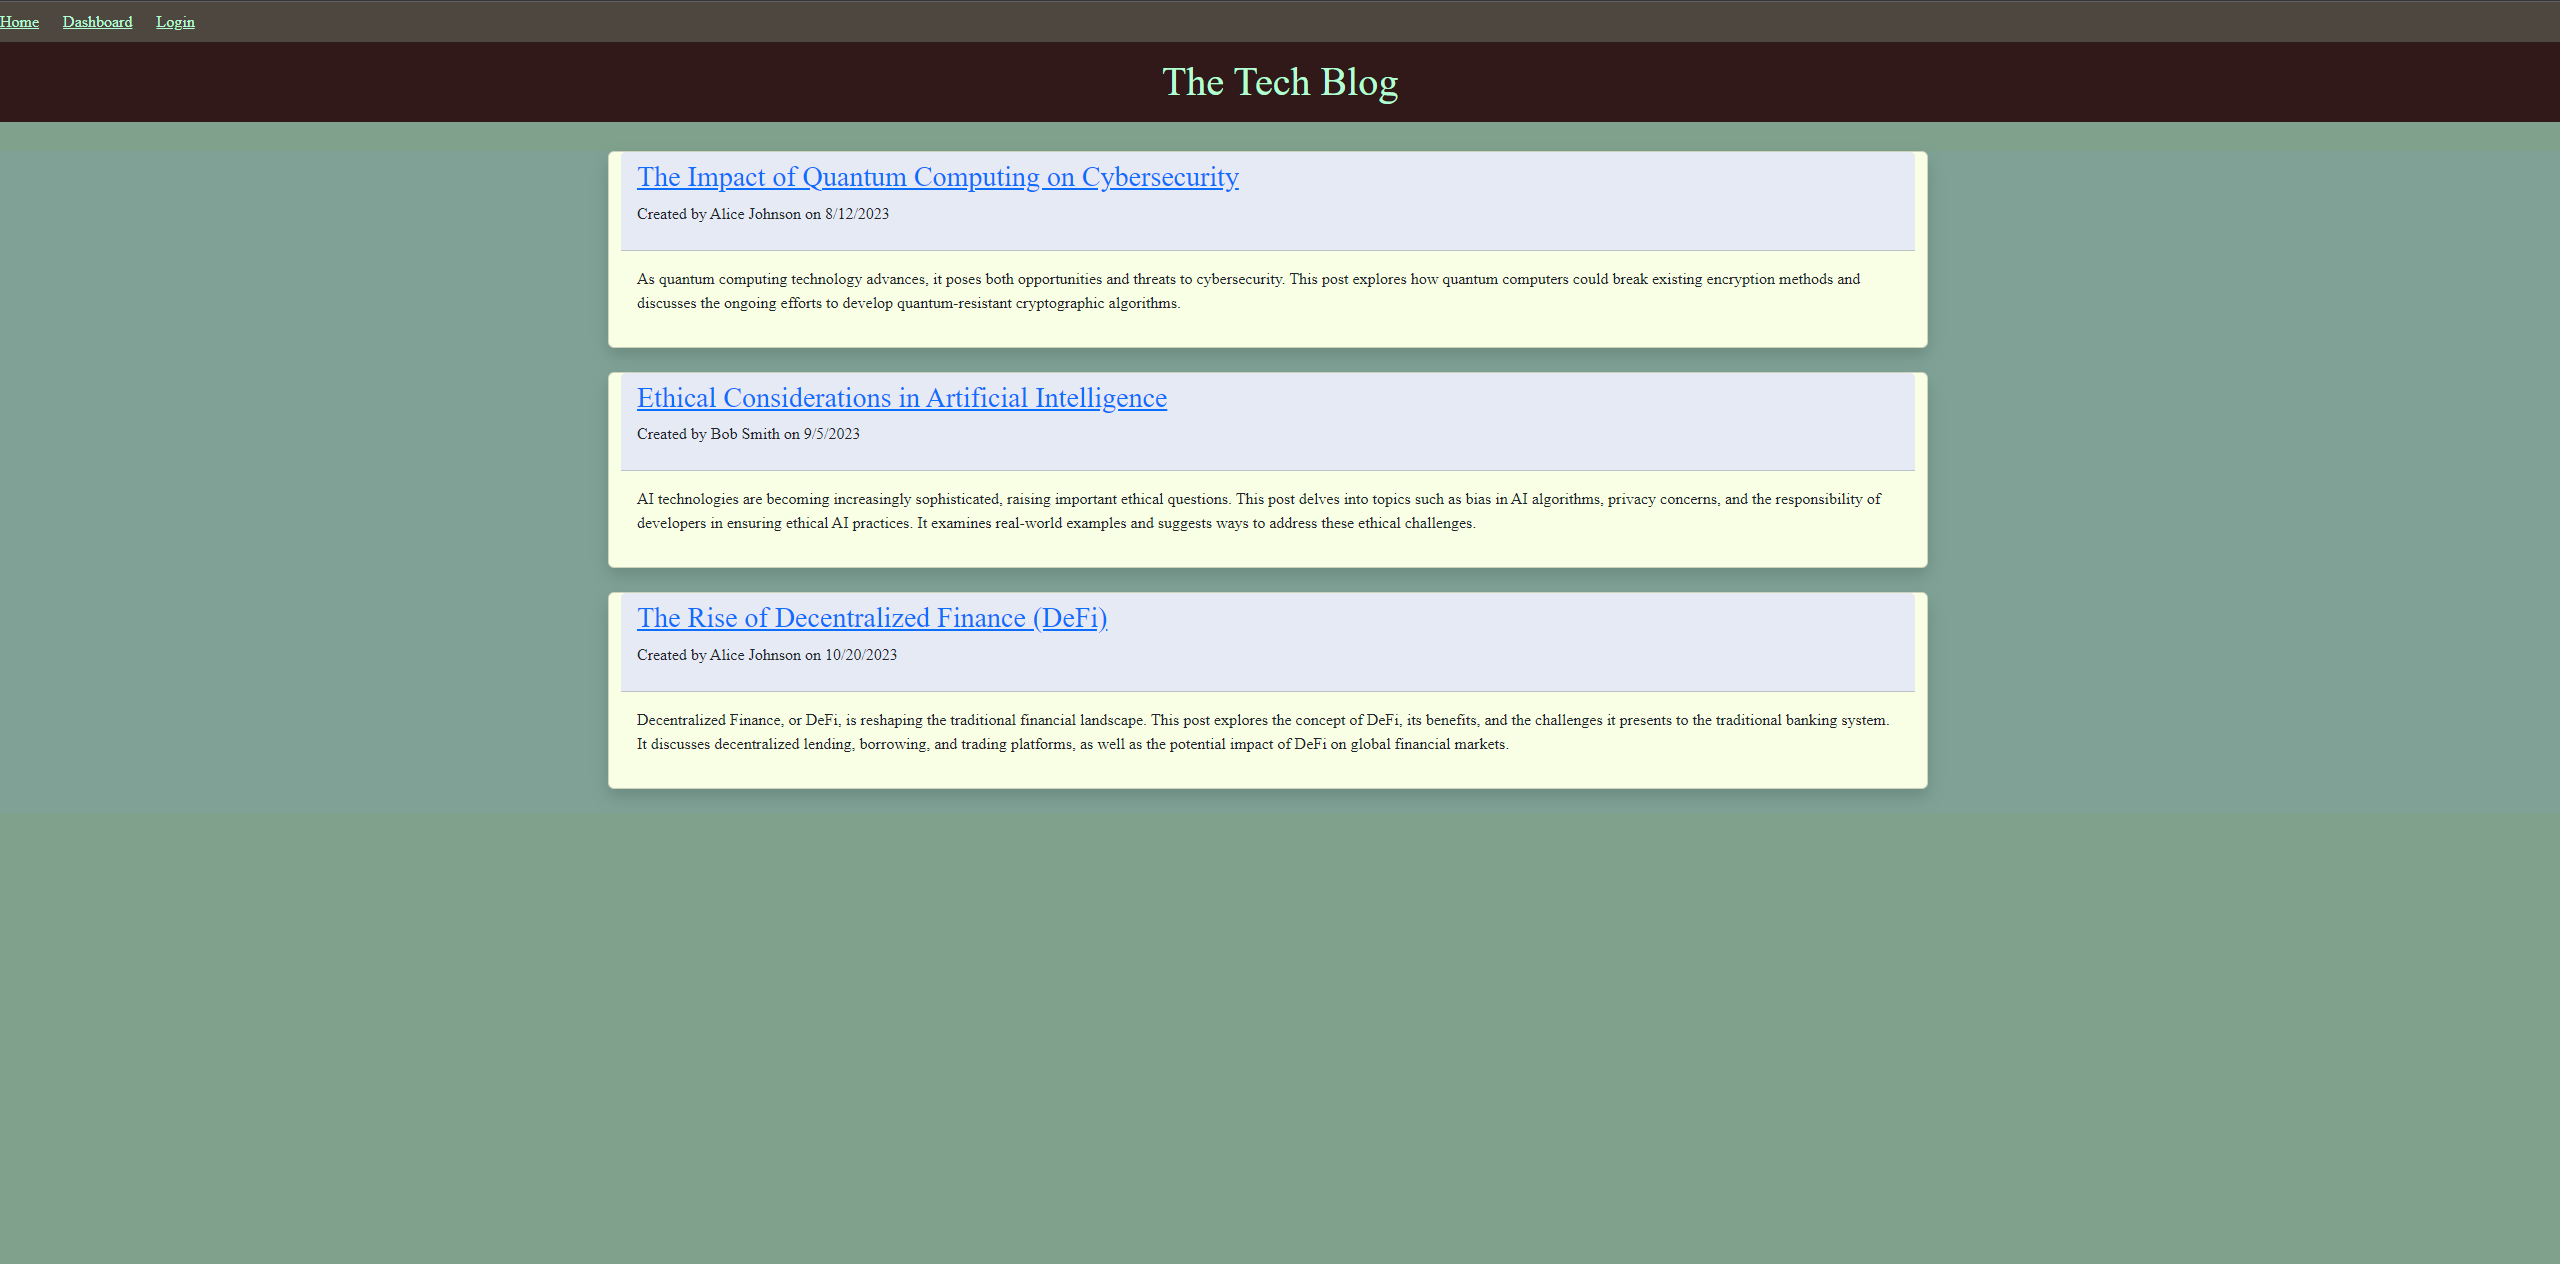 Home Dashboard Login
The Tech Blog
The Impact of Quantum Computing on Cybersecurity
Created by Alice Johnson on 8/12/2023
As quantum computing technology advances, it poses both opportunities and threats to cybersecurity. This post explores how quantum computers could break existing encryption methods and
discusses the ongoing efforts to develop quantum-resistant cryptographic algorithms.
Ethical Considerations in Artificial Intelligence
Created by Bob Smith on 9/5/2023
AI technologies are becoming increasingly sophisticated, raising important ethical questions. This post delves into topics such as bias in AI algorithms, privacy concerns, and the responsibility of
developers in ensuring ethical AI practices. It examines real-world examples and suggests ways to address these ethical challenges.
The Rise of Decentralized Finance (DeFi)
Created by Alice Johnson on 10/20/2023
Decentralized Finance, or DeFi, is reshaping the traditional financial landscape. This post explores the concept of DeFi, its benefits, and the challenges it presents to the traditional banking system.
It discusses decentralized lending, borrowing, and trading platforms, as well as the potential impact of DeFi on global financial markets.